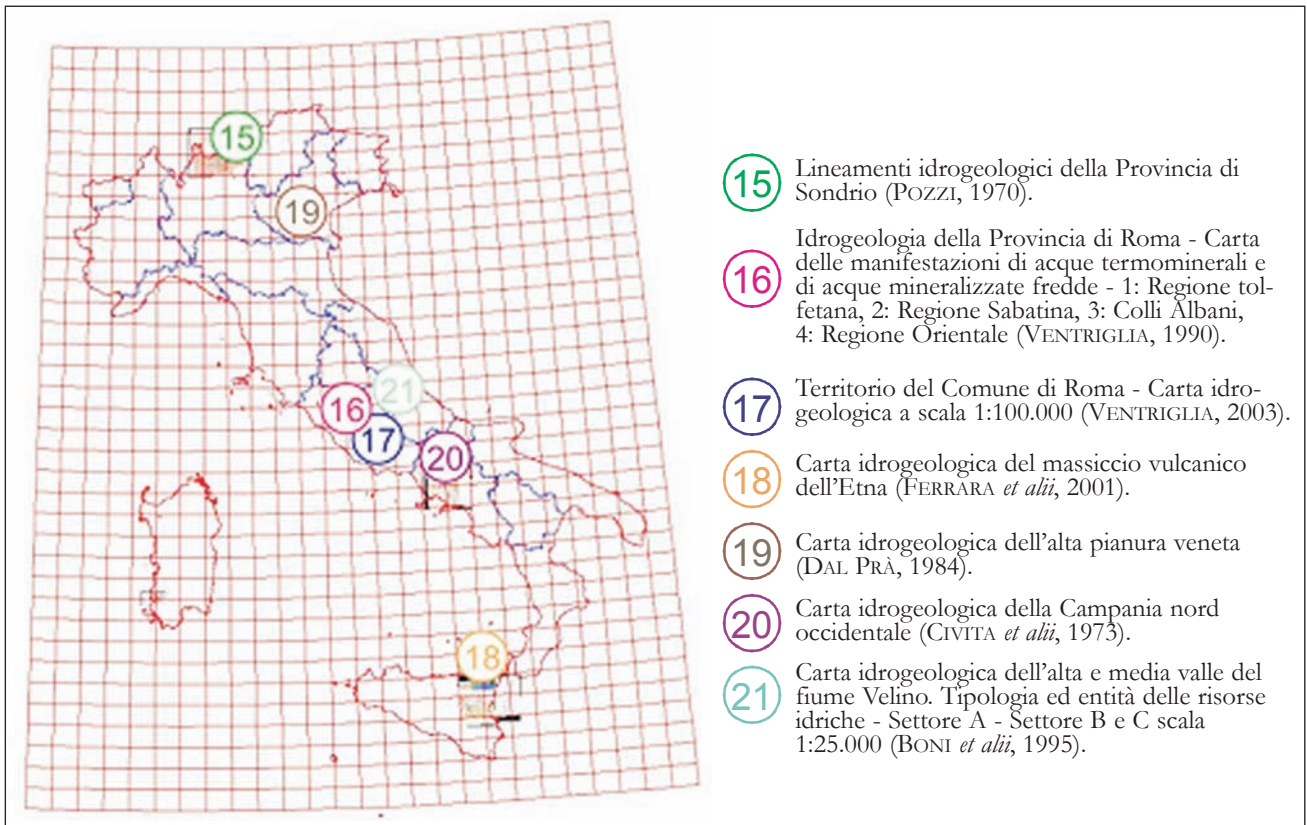 15
19
21
16
17
20
18
15 Lineamenti idrogeologici della Provincia di
Sondrio (POZZI, 1970).
16 Idrogeologia della Provincia di Roma - Carta
delle manifestazioni di acque termominerali e
di acque mineralizzate fredde - 1: Regione tol-
fetana, 2: Regione Sabatina, 3: Colli Albani,
4: Regione Orientale (VENTRIGLIA, 1990).
17 Territorio del Comune di Roma - Carta idro-
geologica a scala 1:100.000 (VENTRIGLIA, 2003).
18 Carta idrogeologica del massiccio vulcanico
dell'Etna (FERRARA et alii, 2001).
19 Carta idrogeologica dell'alta pianura veneta
(DAL PRÀ, 1984).
20 Carta idrogeologica della Campania nord
occidentale (CIVITA et alii, 1973).
21 Carta idrogeologica dell'alta e media valle del
fiume Velino. Tipologia ed entità delle risorse
idriche - Settore A - Settore B e C scala
1:25.000 (BONI et alii, 1995).